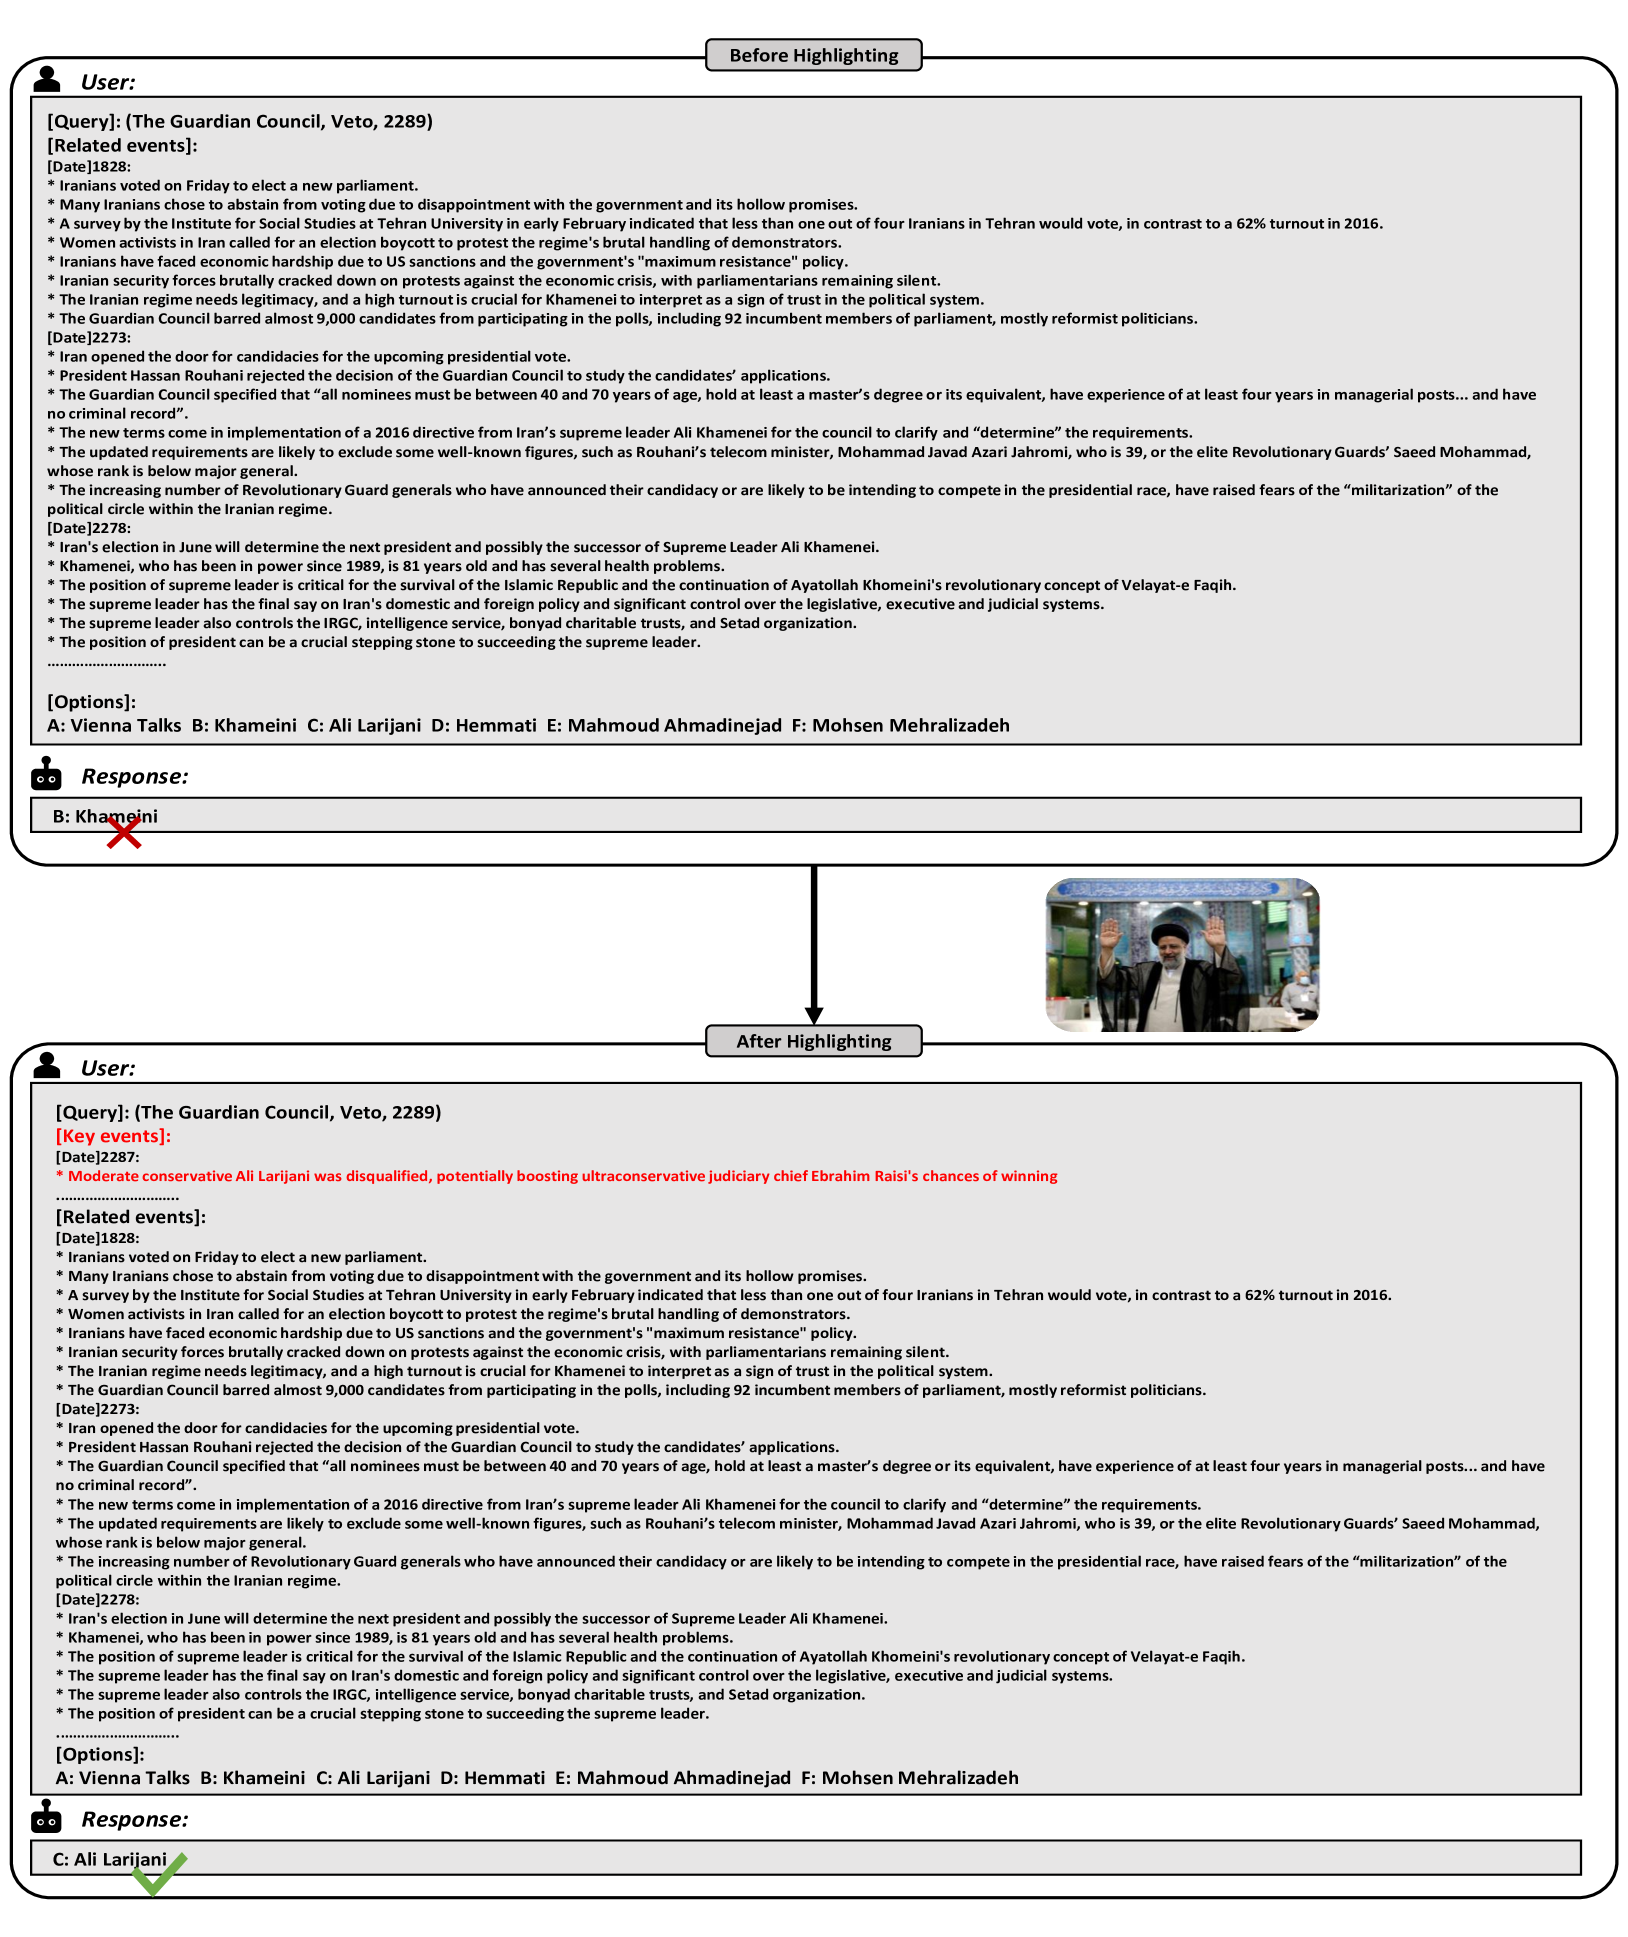 Before Highlighting
User:
[Query]: (The Guardian Council, Veto, 2289)
[Related events]:
[Date]1828:
* Iranians voted on Friday to elect a new parliament.
* Many Iranians chose to abstain from voting due to disappointment with the government and its hollow promises.
* A survey by the Institute for Social Studies at Tehran University in early February indicated that less than one out of four Iranians in Tehran would vote, in contrast to a 62% turnout in 2016.
* Women activists in Iran called for an election boycott to protest the regime's brutal handling of demonstrators.
* Iranians have faced economic hardship due to US sanctions and the government's "maximum resistance" policy.
* Iranian security forces brutally cracked down on protests against the economic crisis, with parliamentarians remaining silent.
* The Iranian regime needs legitimacy, and a high turnout is crucial for Khamenei to interpret as a sign of trust in the political system.
* The Guardian Council barred almost 9,000 candidates from participating in the polls, including 92 incumbent members of parliament, mostly reformist politicians.
[Date]2273:
* Iran opened the door for candidacies for the upcoming presidential vote.
* President Hassan Rouhani rejected the decision of the Guardian Council to study the candidates’ applications.
* The Guardian Council specified that “all nominees must be between 40 and 70 years of age, hold at least a master’s degree or its equivalent, have experience of at least four years in managerial posts... and have
no criminal record”.
* The new terms come in implementation of a 2016 directive from Iran’s supreme leader Ali Khamenei for the council to clarify and “determine” the requirements.
* The updated requirements are likely to exclude some well-known figures, such as Rouhani’s telecom minister, Mohammad Javad Azari Jahromi, who is 39, or the elite Revolutionary Guards’ Saeed Mohammad,
whose rank is below major general.
* The increasing number of Revolutionary Guard generals who have announced their candidacy or are likely to be intending to compete in the presidential race, have raised fears of the “militarization” of the
political circle within the Iranian regime.
[Date]2278:
* Iran's election in June will determine the next president and possibly the successor of Supreme Leader Ali Khamenei.
* Khamenei, who has been in power since 1989, is 81 years old and has several health problems.
* The position of supreme leader is critical for the survival of the Islamic Republic and the continuation of Ayatollah Khomeini's revolutionary concept of Velayat-e Faqih.
* The supreme leader has the final say on Iran's domestic and foreign policy and significant control over the legislative, executive and judicial systems.
* The supreme leader also controls the IRGC, intelligence service, bonyad charitable trusts, and Setad organization.
* The position of president can be a crucial stepping stone to succeeding the supreme leader.
.............................
[Options]:
A: Vienna Talks B: Khameini C: Ali Larijani D: Hemmati E: Mahmoud Ahmadinejad F: Mohsen Mehralizadeh
Response:
B: Khameini
After Highlighting
User:
[Query]: (The Guardian Council, Veto, 2289)
[Key events]:
[Date]2287:
* Moderate conservative Ali Larijani was disqualified, potentially boosting ultraconservative judiciary chief Ebrahim Raisi's chances of winning
..............................
[Related events]:
[Date]1828:
* Iranians voted on Friday to elect a new parliament.
* Many Iranians chose to abstain from voting due to disappointment with the government and its hollow promises.
* A survey by the Institute for Social Studies at Tehran University in early February indicated that less than one out of four Iranians in Tehran would vote, in contrast to a 62% turnout in 2016.
* Women activists in Iran called for an election boycott to protest the regime's brutal handling of demonstrators.
* Iranians have faced economic hardship due to US sanctions and the government's "maximum resistance" policy.
* Iranian security forces brutally cracked down on protests against the economic crisis, with parliamentarians remaining silent.
* The Iranian regime needs legitimacy, and a high turnout is crucial for Khamenei to interpret as a sign of trust in the political system.
* The Guardian Council barred almost 9,000 candidates from participating in the polls, including 92 incumbent members of parliament, mostly reformist politicians.
[Date]2273:
* Iran opened the door for candidacies for the upcoming presidential vote.
* President Hassan Rouhani rejected the decision of the Guardian Council to study the candidates’ applications.
* The Guardian Council specified that “all nominees must be between 40 and 70 years of age, hold at least a master’s degree or its equivalent, have experience of at least four years in managerial posts... and have
no criminal record”.
* The new terms come in implementation of a 2016 directive from Iran’s supreme leader Ali Khamenei for the council to clarify and “determine” the requirements.
* The updated requirements are likely to exclude some well-known figures, such as Rouhani’s telecom minister, Mohammad Javad Azari Jahromi, who is 39, or the elite Revolutionary Guards’ Saeed Mohammad,
whose rank is below major general.
* The increasing number of Revolutionary Guard generals who have announced their candidacy or are likely to be intending to compete in the presidential race, have raised fears of the “militarization” of the
political circle within the Iranian regime.
[Date]2278:
* Iran's election in June will determine the next president and possibly the successor of Supreme Leader Ali Khamenei.
* Khamenei, who has been in power since 1989, is 81 years old and has several health problems.
* The position of supreme leader is critical for the survival of the Islamic Republic and the continuation of Ayatollah Khomeini's revolutionary concept of Velayat-e Faqih.
* The supreme leader has the final say on Iran's domestic and foreign policy and significant control over the legislative, executive and judicial systems.
* The supreme leader also controls the IRGC, intelligence service, bonyad charitable trusts, and Setad organization.
* The position of president can be a crucial stepping stone to succeeding the supreme leader.
..............................
[Options]:
A: Vienna Talks B: Khameini C: Ali Larijani D: Hemmati E: Mahmoud Ahmadinejad F: Mohsen Mehralizadeh
Response:
C: Ali Larijani